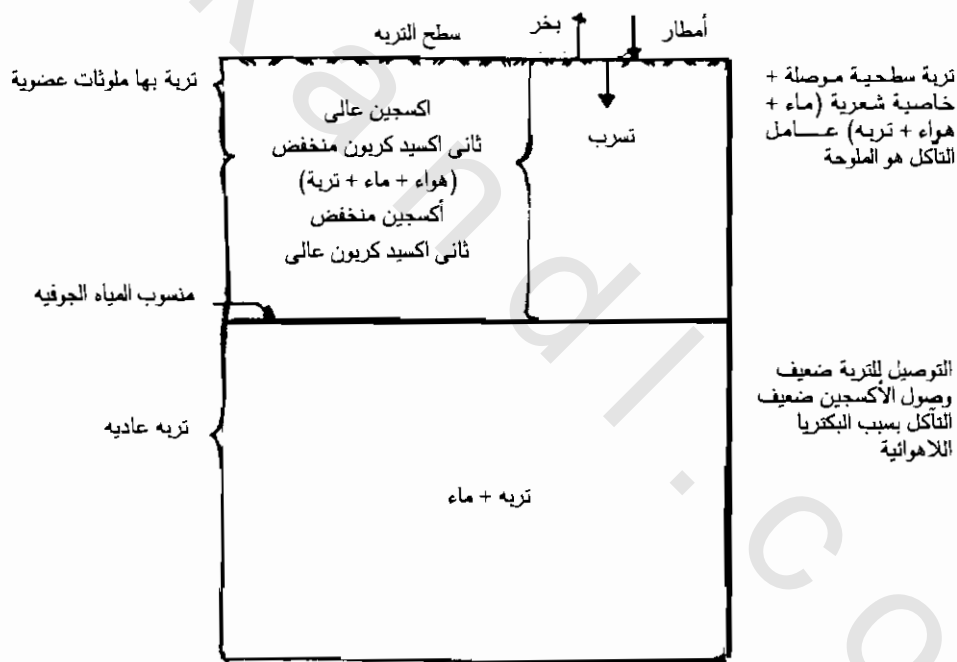 أمطار
بخر
سطح التربه
تربة بها ملوثات عضوية
تربة سطحية موصلة +
خاصية شعرية (ماء +
هواء + تربه) عـــامل
التآكل هو الملوحة
اكسجين عالى
ثانى اكسيد كربون منخفض
(هواء + ماء + تربة)
أكسجين منخفض
ثانى اكسيد كربون عالى
تسرب
منسوب المياه الجوفيه
التوصيل للتربة ضعيف
وصول الأكسجين ضعيف
التآكل بسبب البكتريا
اللاهوائية
تربه عاديه
تربه + ماء